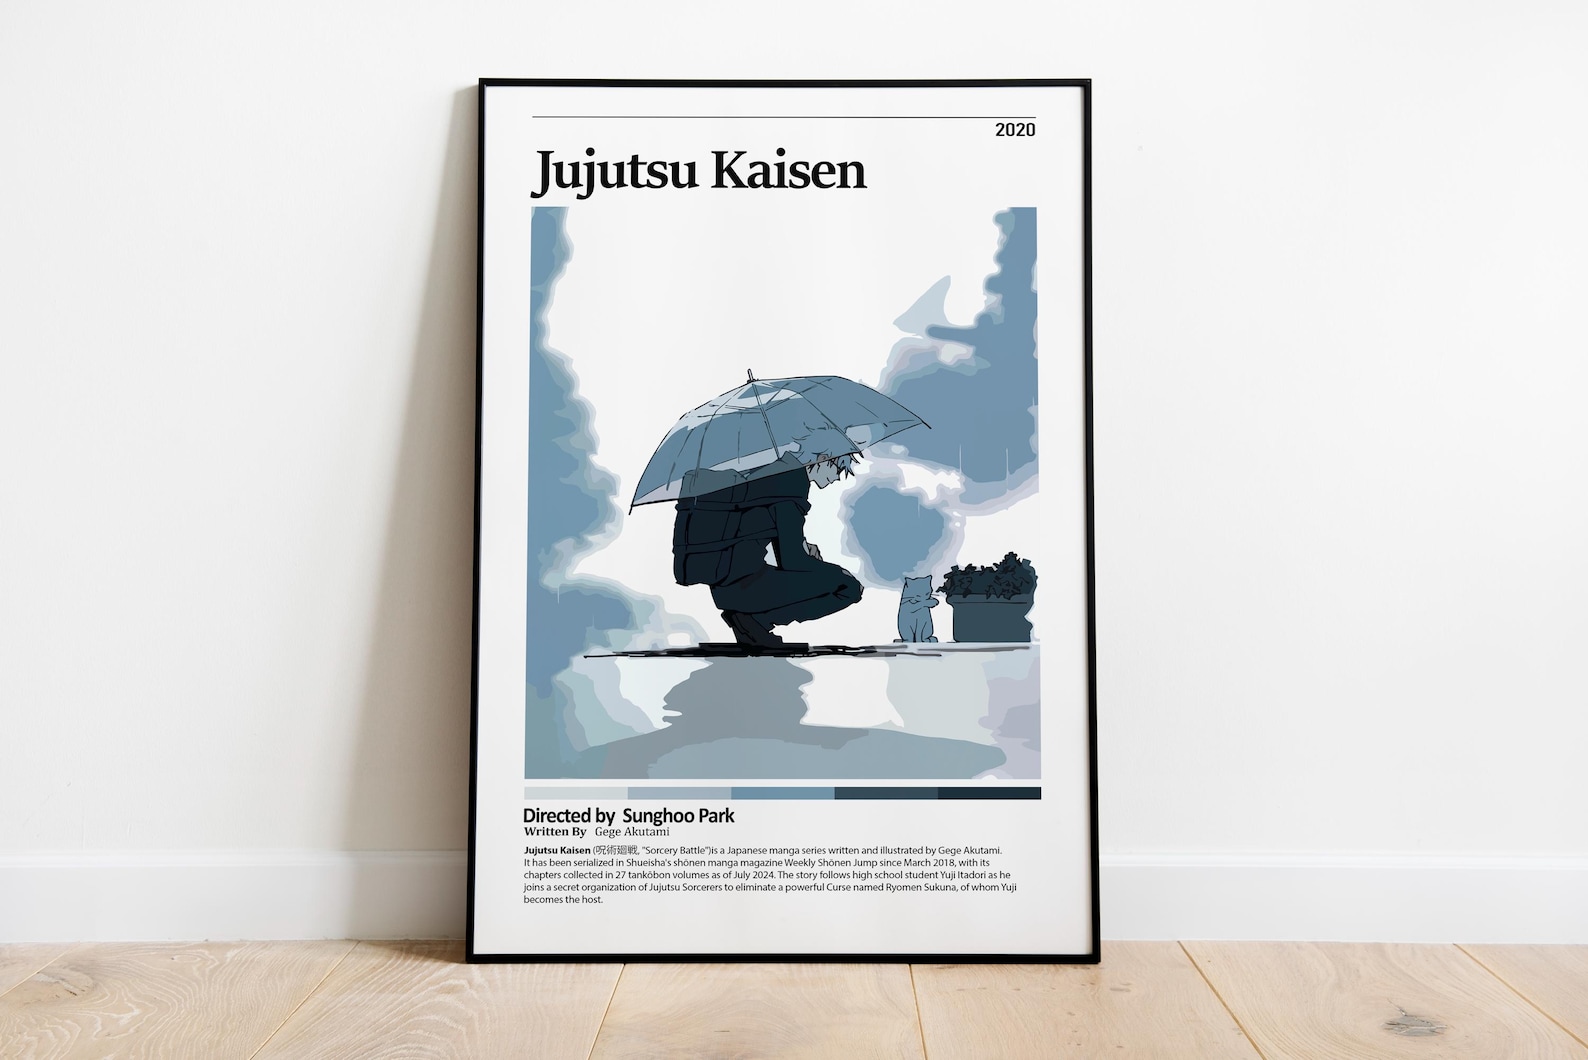 2020
Jujutsu Kaisen
Directed by Sunghoo Park
Written By Gege Akutami
Jujutsu Kaisen (呪術廻戦, "Sorcery Battle")is a Japanese manga series written and illustrated by Gege Akutami.
It has been serialized in Shueisha's shōnen manga magazine Weekly Shōnen Jump since March 2018, with its
chapters collected in 27 tankōbon volumes as of July 2024. The story follows high school student Yuji Itadori as he
joins a secret organization of Jujutsu Sorcerers to eliminate a powerful Curse named Ryomen Sukuna, of whom Yuji
becomes the host.